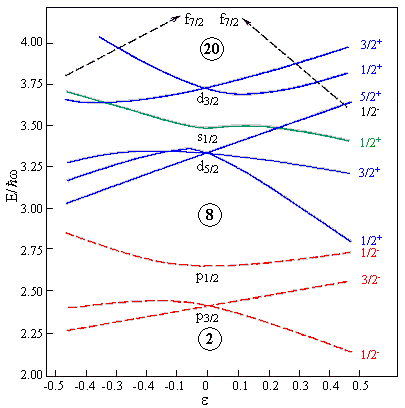 f7/2 f7/2
4.00 20 3/2+
1/2+
3.75 d3/2 5/2+
1/2-
3.50 s1/2 1/2+
3.25 d5/2 3/2+
E/ℏω
3.00 8
1/2+
2.75 1/2-
p1/2 3/2-
2.50
p3/2
2.25 2 1/2-
2.00
-0.5 -0.4 -0.3 -0.2 -0.1 0 0.1 0.2 0.3 0.4 0.5
ε